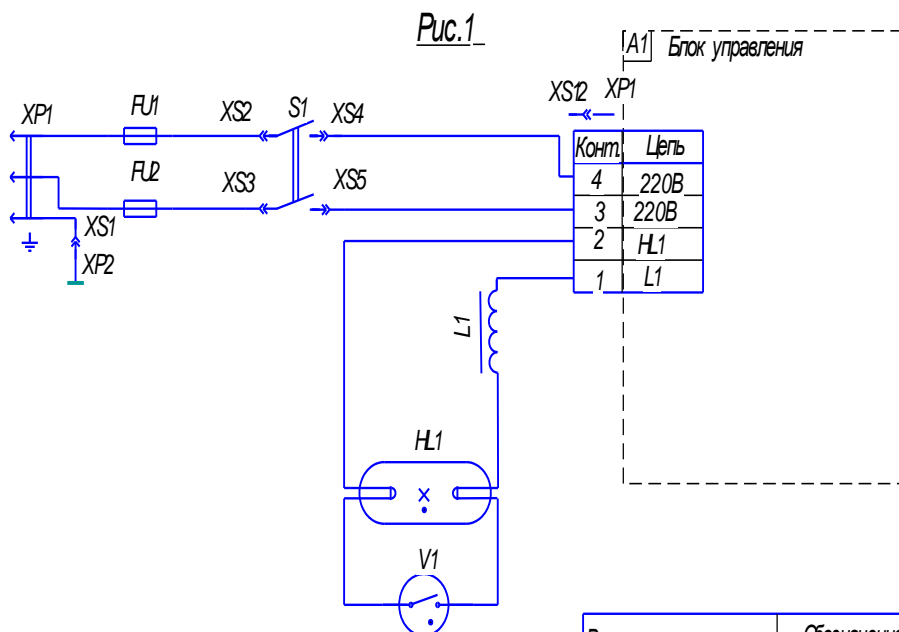 Рис.1
A1 Блок управления
XP1 FU1 XS2 S1 XS4 XS12 XP1
Конт. Цепь
4 220В
FU2 XS3 XS5
3 220В
2 HL1
1 L1
XS1
XP2
L1
HL1
V1